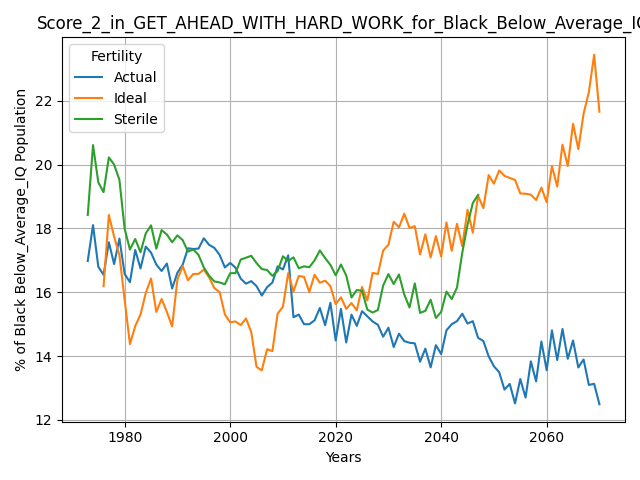 Score_2_in_GET_AHEAD_WITH_HARD_WORK_for_Black_Below_Average_IQ
Fertility
Actual
Ideal
Sterile
% of Black Below_Average_IQ Population
22
20
18
16
14
12
1980
2000
2020
2040
2060
Years